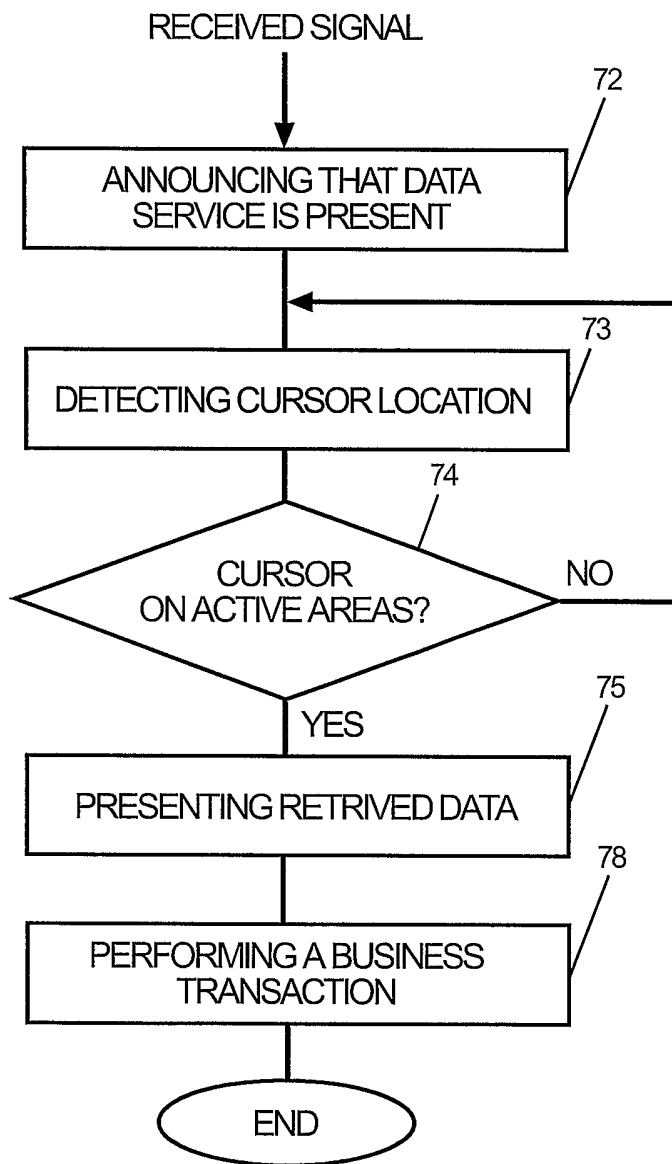 RECEIVED SIGNAL
72
ANNOUNCING THAT DATA
SERVICE IS PRESENT
73
DETECTING CURSOR LOCATION
74
CURSOR
ON ACTIVE AREAS?
NO
YES
75
PRESENTING RETRIVED DATA
78
PERFORMING A BUSINESS
TRANSACTION
END